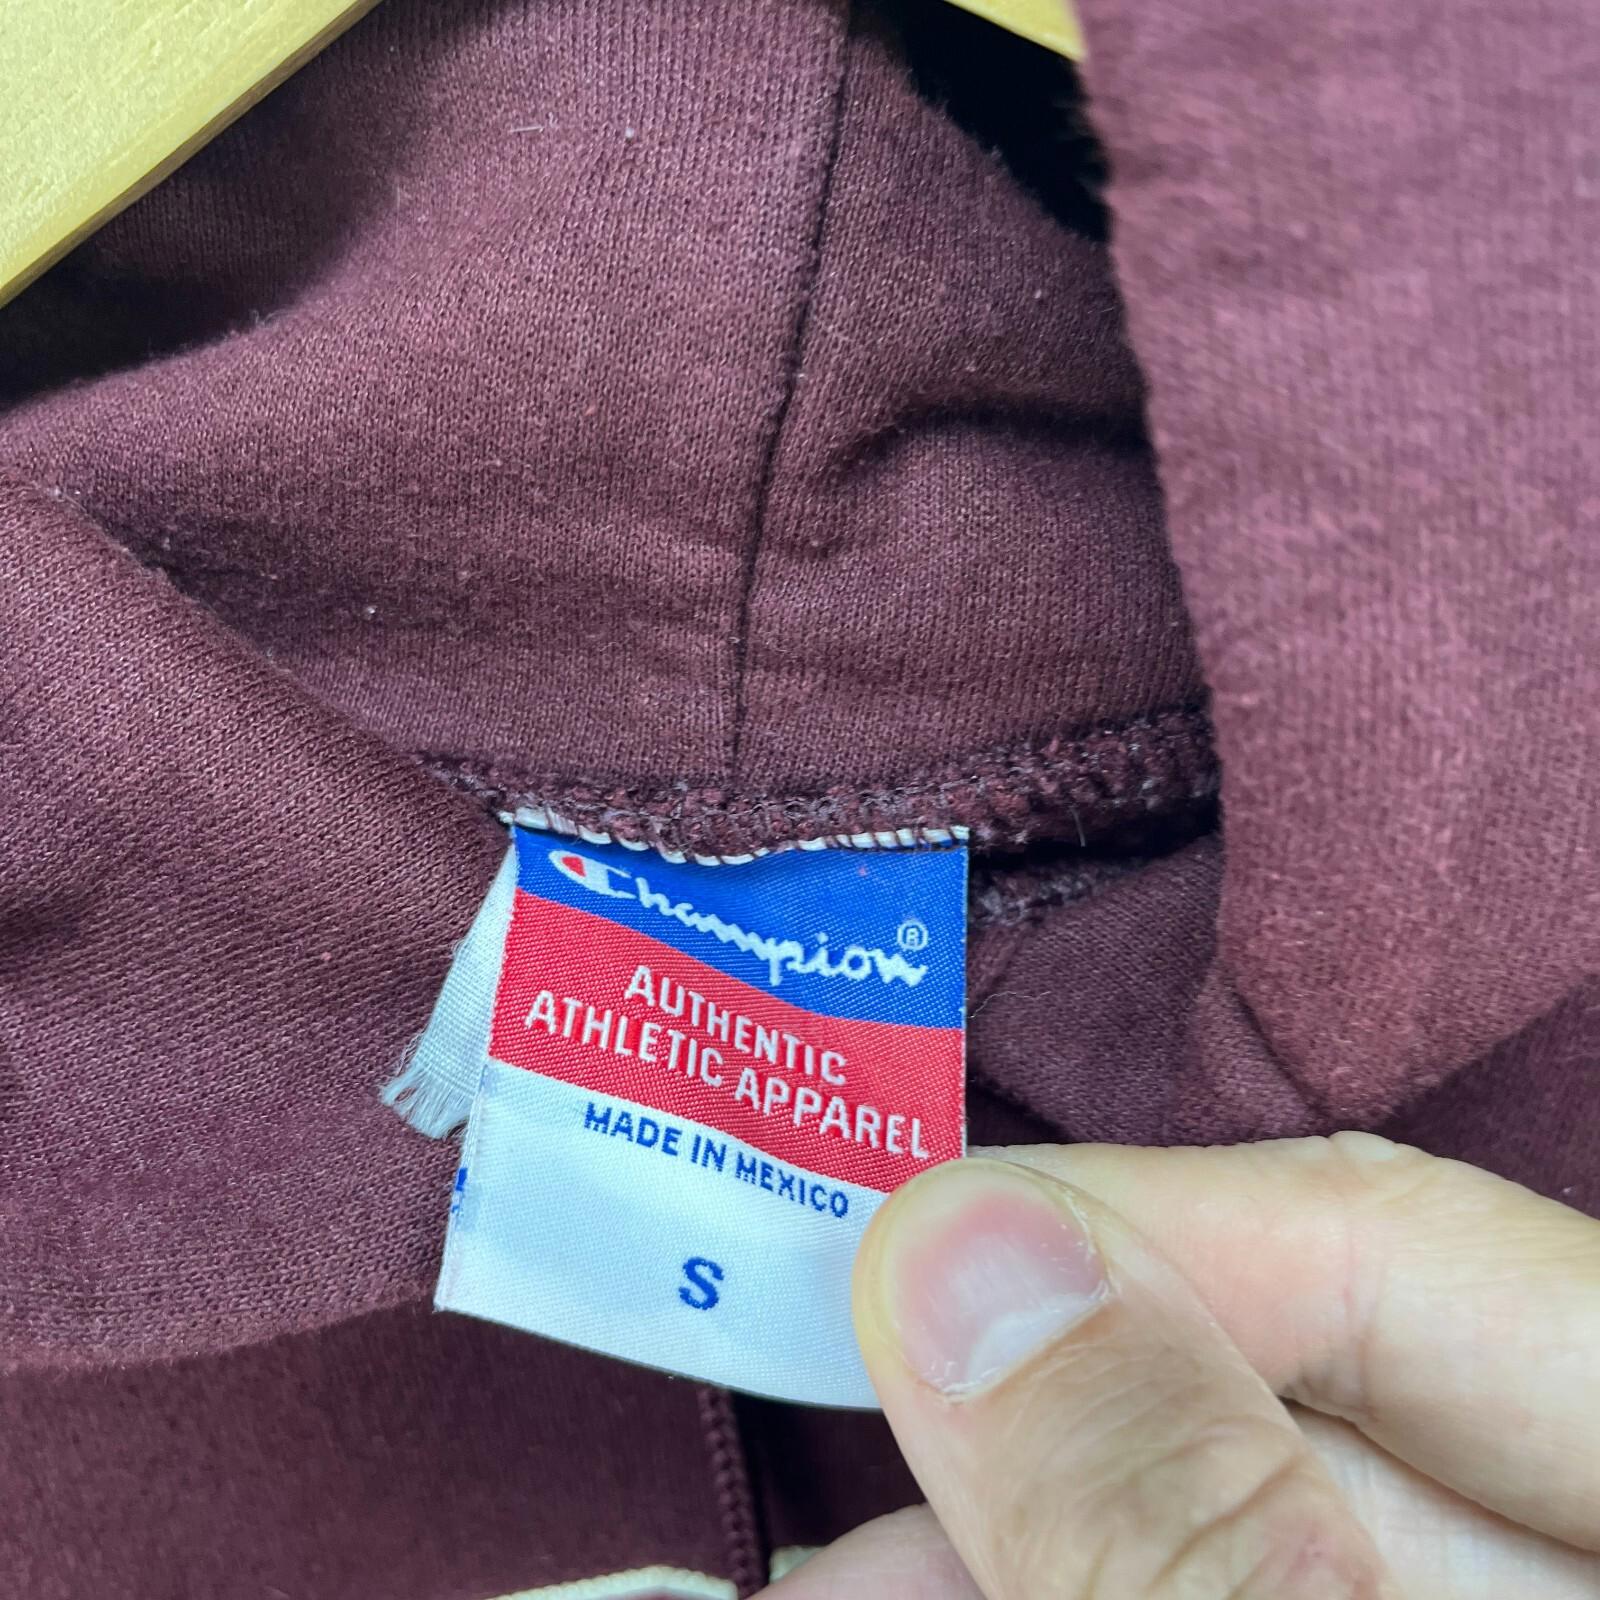 Champion®
AUTHENTIC
ATHLETIC APPAREL
MADE IN MEXICO
S